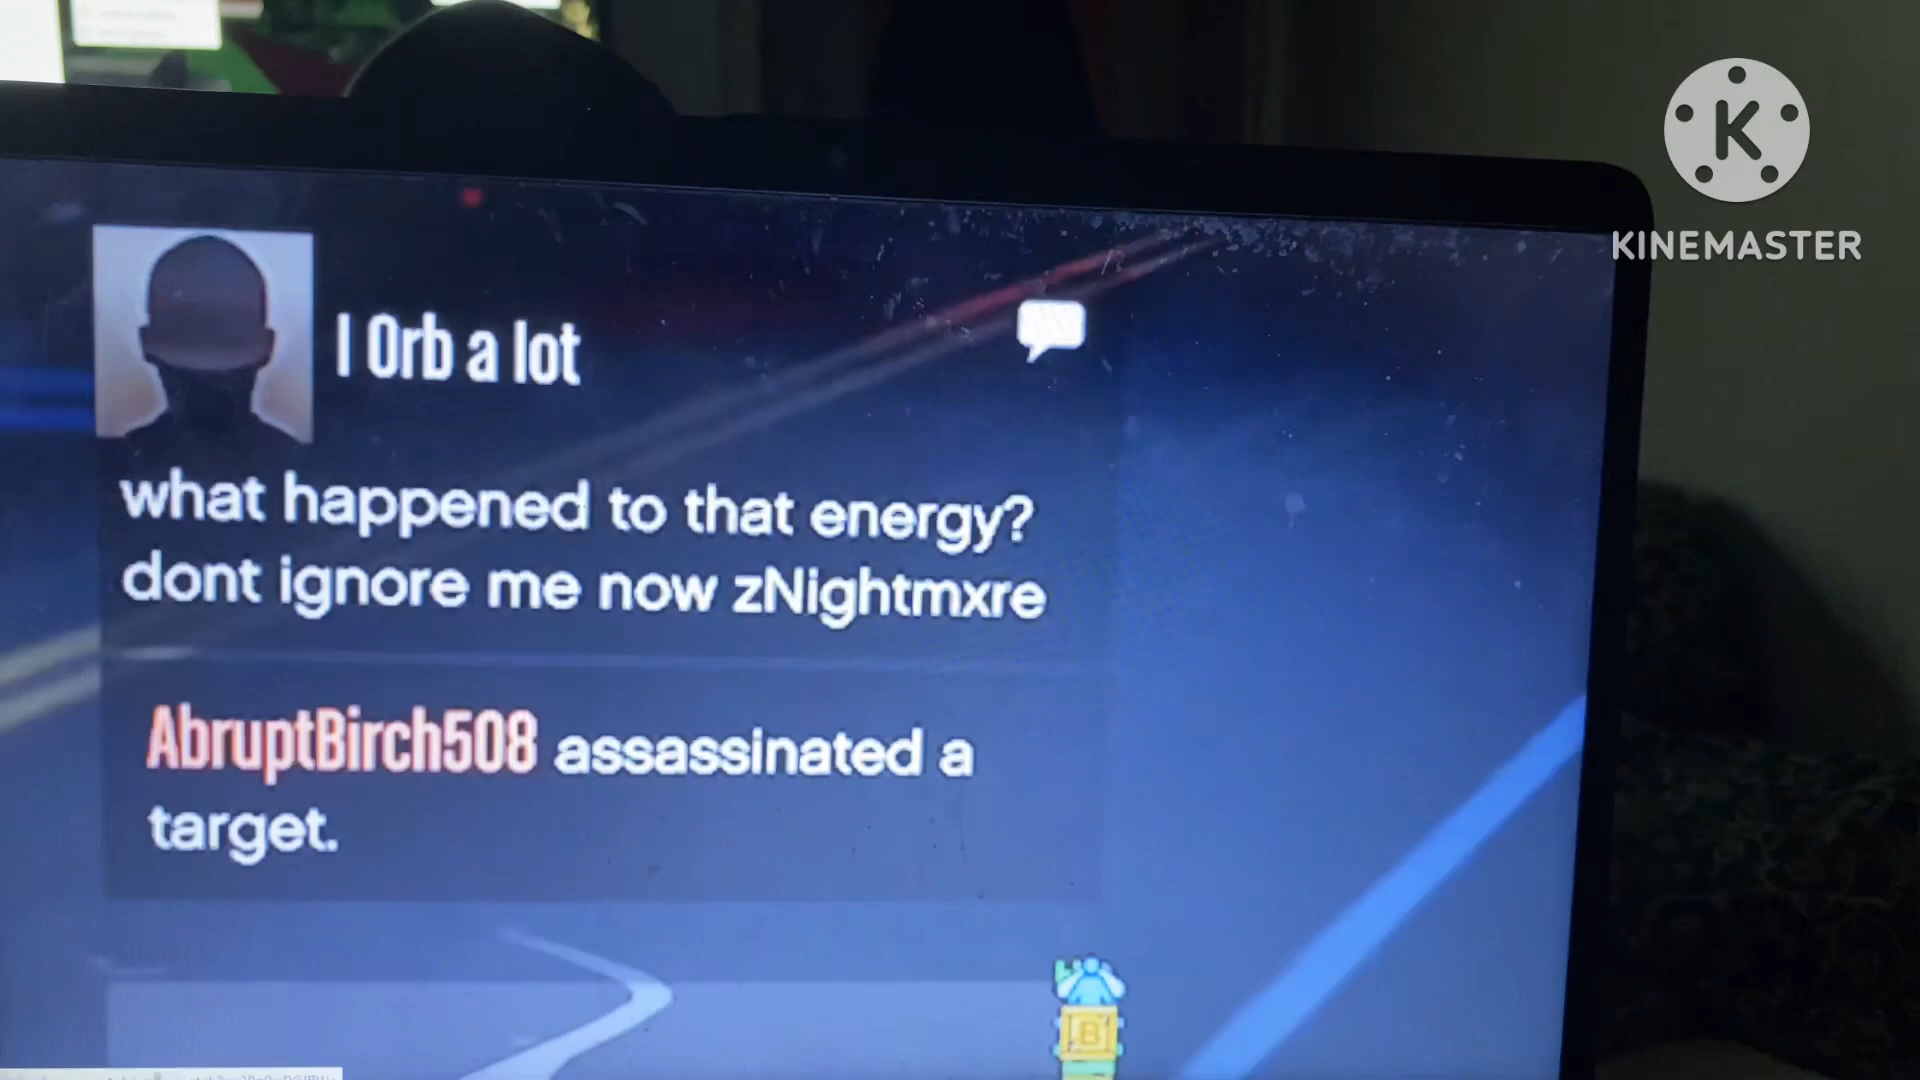 K
KINEMASTER
I Orb a lot
what happened to that energy?
dont ignore me now zNightmxre
AbruptBirch508 assassinated a
target.
B